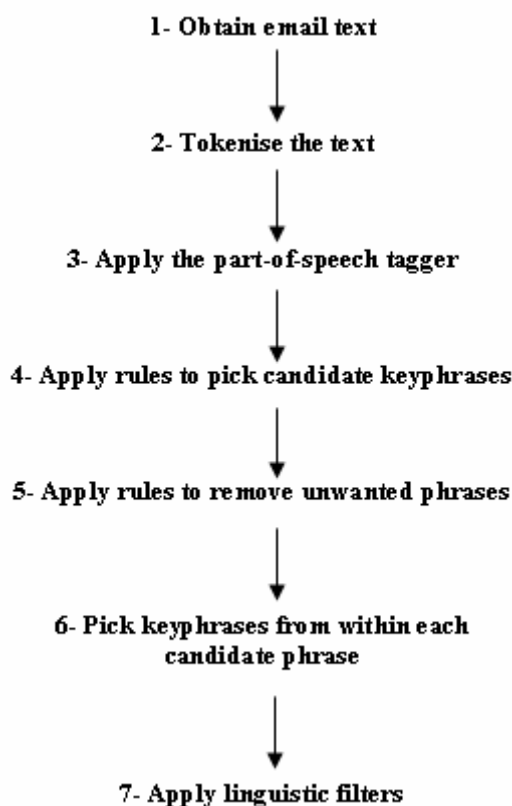 1- Obtain email text
2- Tokenise the text
3- Apply the part-of-speech tagger
4- Apply rules to pick candidate keyphrases
5- Apply rules to remove unwanted phrases
6- Pick keyphrases from within each
candidate phrase
7- Apply linguistic filters